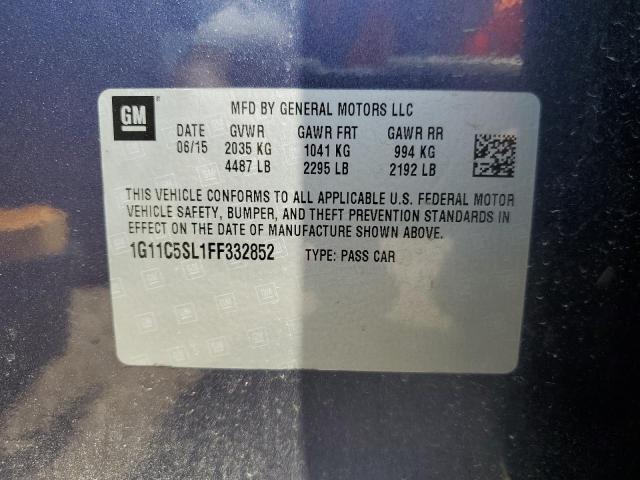 GM ® MFD BY GENERAL MOTORS LLC
DATE GVWR GAWR FRT GAWR RR
06/15 2035 KG 1041 KG 994 KG
4487 LB 2295 LB 2192 LB
THIS VEHICLE CONFORMS TO ALL APPLICABLE U.S. FEDERAL MOTOR
VEHICLE SAFETY, BUMPER, AND THEFT PREVENTION STANDARDS IN
EFFECT ON THE DATE OF MANUFACTURE SHOWN ABOVE.
1G11C5SL1FF332852 TYPE: PASS CAR